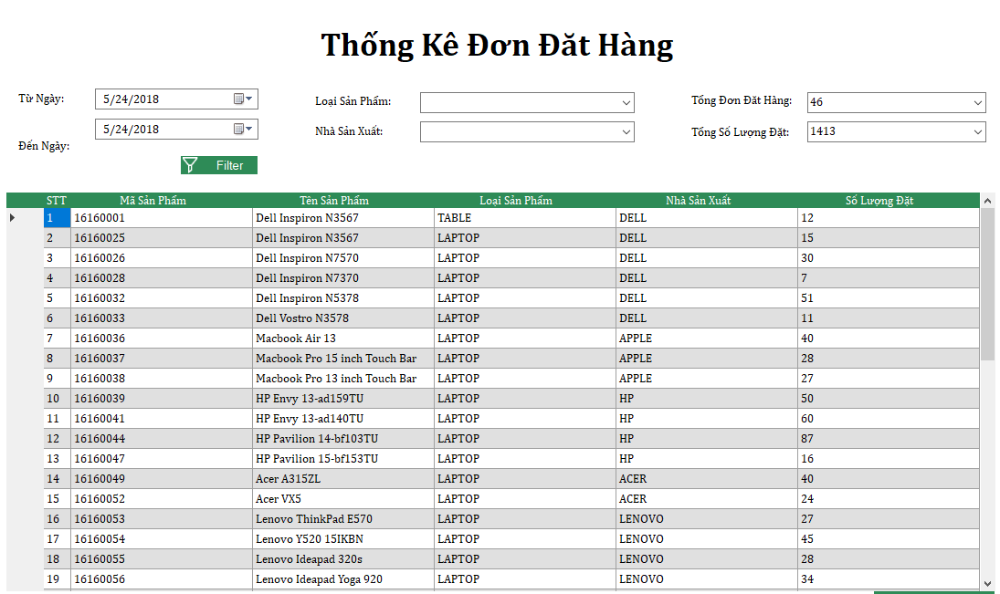 Thống Kê Đơn Đăt Hàng
Từ Ngày: 5/24/2018 Loại Sản Phẩm: Tổng Đơn Đăt Hàng: 46
5/24/2018 Nhà Sản Xuất: Tổng Số Lượng Đặt: 1413
Đến Ngày:
Filter
STT Mã Sản Phẩm Tên Sản Phẩm Loại Sản Phẩm Nhà Sản Xuất Số Lượng Đặt
1 16160001 Dell Inspiron N3567 TABLE DELL 12
2 16160025 Dell Inspiron N3567 LAPTOP DELL 15
3 16160026 Dell Inspiron N7570 LAPTOP DELL 30
4 16160028 Dell Inspiron N7370 LAPTOP DELL 7
5 16160032 Dell Inspiron N5378 LAPTOP DELL 51
6 16160033 Dell Vostro N3578 LAPTOP DELL 11
7 16160036 Macbook Air 13 LAPTOP APPLE 40
8 16160037 Macbook Pro 15 inch Touch Bar LAPTOP APPLE 28
9 16160038 Macbook Pro 13 inch Touch Bar LAPTOP APPLE 27
10 16160039 HP Envy 13-ad159TU LAPTOP HP 50
11 16160041 HP Envy 13-ad140TU LAPTOP HP 60
12 16160044 HP Pavilion 14-bf103TU LAPTOP HP 87
13 16160047 HP Pavilion 15-bf153TU LAPTOP HP 16
14 16160049 Acer A315ZL LAPTOP ACER 40
15 16160052 Acer VX5 LAPTOP ACER 24
16 16160053 Lenovo ThinkPad E570 LAPTOP LENOVO 27
17 16160054 Lenovo Y520 15IKBN LAPTOP LENOVO 45
18 16160055 Lenovo Ideapad 320s LAPTOP LENOVO 28
19 16160056 Lenovo Ideapad Yoga 920 LAPTOP LENOVO 34